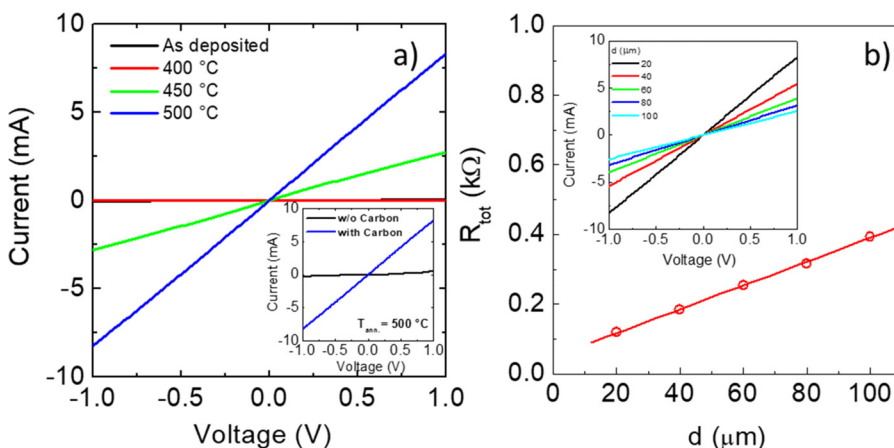 a)
As deposited
400 °C
450 °C
500 °C
10
5
0
-5
-10
Current (mA)
-1.0 -0.5 0.0 0.5 1.0
Voltage (V)
w/o Carbon
with Carbon
T ann. = 500 °C
10
5
0
-5
-10
Current (mA)
-1.0 -0.5 0.0 0.5 1.0
Voltage (V)
b)
1.0
0.8
0.6
0.4
0.2
0.0
R tot (kΩ)
0 20 40 60 80 100
d (μm)
d (μm)
20
40
60
80
100
10
5
0
-5
-10
Current (mA)
-1.0 -0.5 0.0 0.5 1.0
Voltage (V)